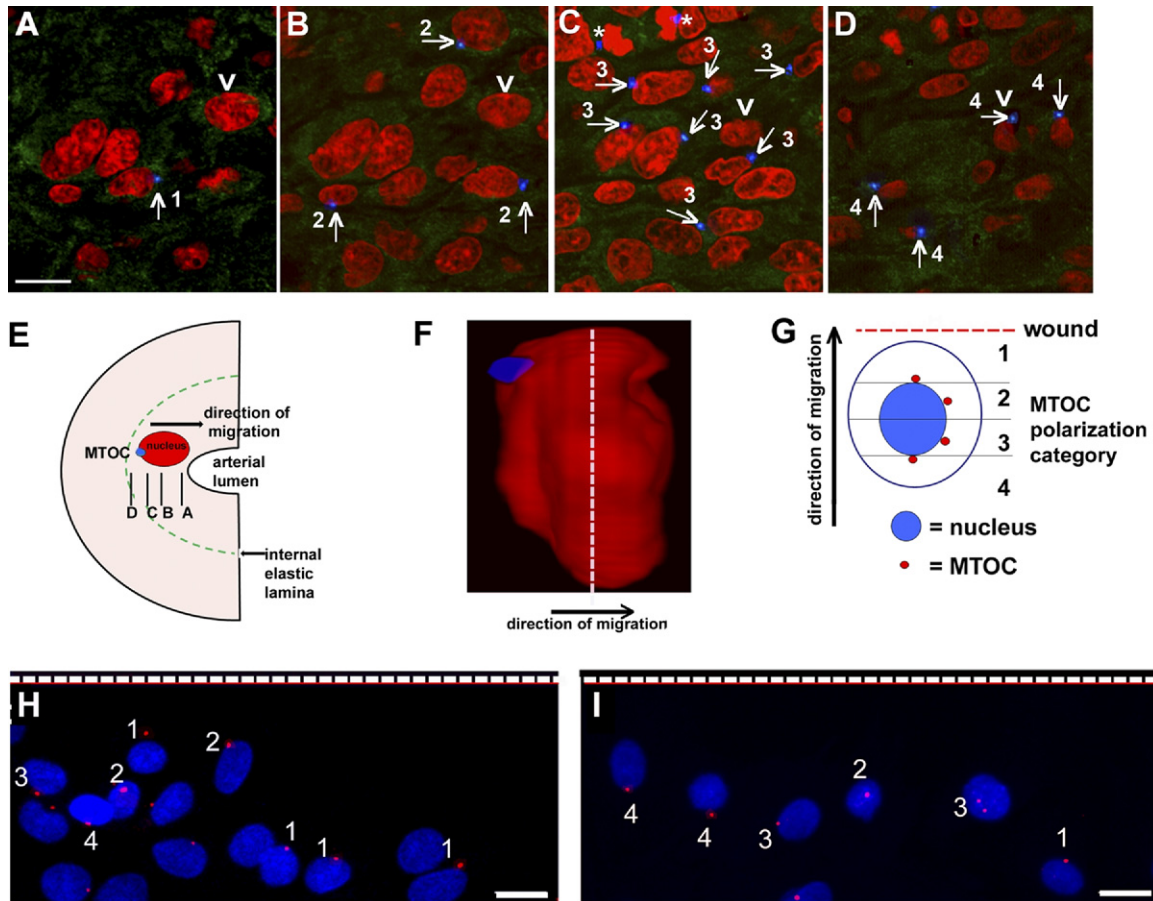 A
V
1
B
2
V
2
2
C
*
*
3
3
3
3
V
3
3
3
D
4
V
4
4
4
E
direction of
migration
MTOC
nucleus
arterial
lumen
D C B A
internal
elastic
lamina
F
direction of migration
G
direction of migration
wound
1
2
MTOC
polarization
category
3
4
= nucleus
= MTOC
H
1
2
3
2
4
1
1
1
I
4
4
3
2
3
1